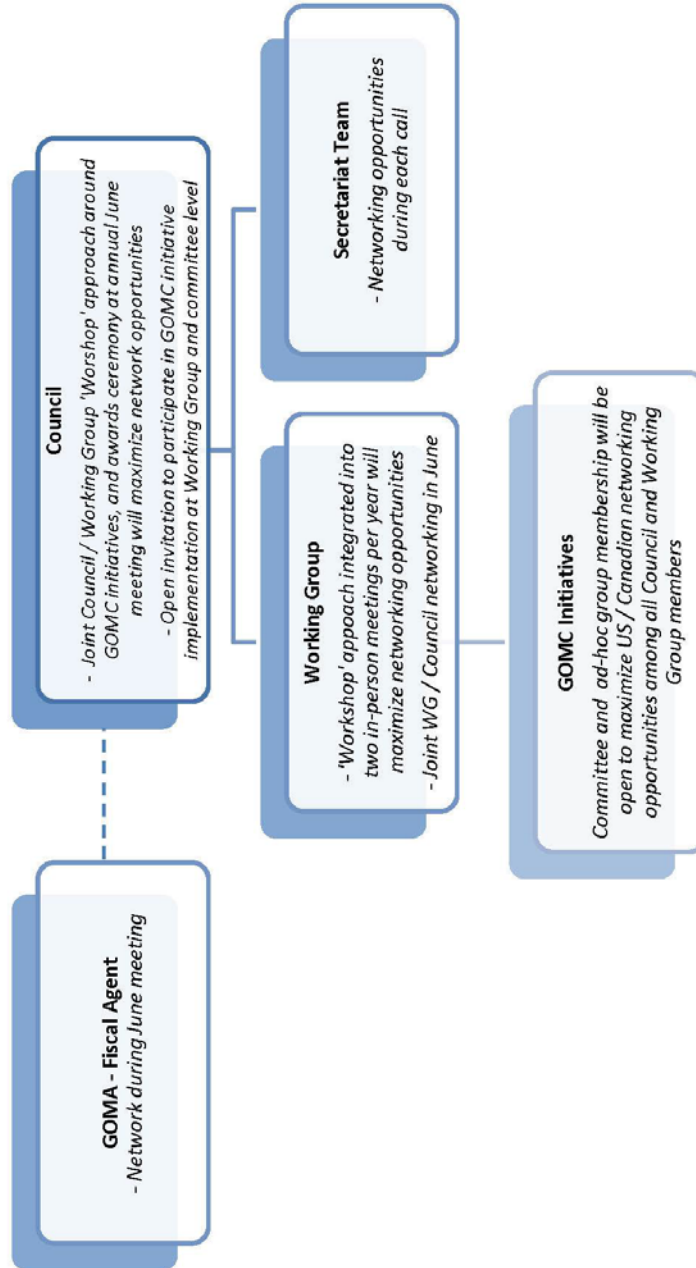 GOMA - Fiscal Agent
- Network during June meeting
Council
- Joint Council / Working Group 'Worshop' approach around
GOMC initiatives, and awards ceremony at annual June
meeting will maximize network opportunities
- Open invitation to participate in GOMC initiative
implementation at Working Group and committee level
Working Group
- 'Workshop' appoach integrated into
two in-person meetings per year will
maximize networking opportunities
- Joint WG / Council networking in June
Secretariat Team
- Networking opportunities
during each call
GOMC Initiatives
Committee and ad-hoc group membership will be
open to maximize US / Canadian networking
opportunities among all Council and Working
Group members